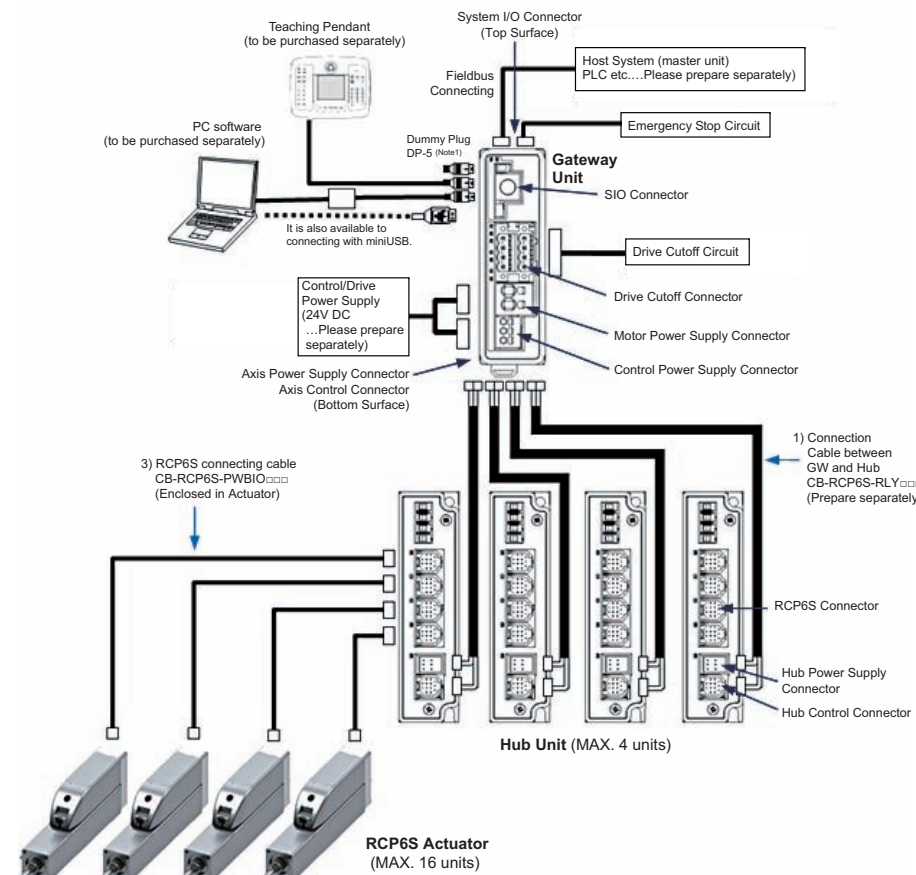 System I/O Connector
(Top Surface)
Teaching Pendant
(to be purchased separately)
Host System (master unit)
PLC etc....Please prepare separately)
Fieldbus
Connecting
Emergency Stop Circuit
PC software
(to be purchased separately)
Dummy Plug
DP-5 (Note1)
Gateway
Unit
SIO Connector
It is also available to
connecting with miniUSB.
Drive Cutoff Circuit
Control/Drive
Power Supply
(24V DC
...Please prepare
separately)
Drive Cutoff Connector
Motor Power Supply Connector
Control Power Supply Connector
Axis Power Supply Connector
Axis Control Connector
(Bottom Surface)
1) Connection
Cable between
GW and Hub
CB-RCP6S-RLY□□
(Prepare separately
3) RCP6S connecting cable
CB-RCP6S-PWBIO□□□
(Enclosed in Actuator)
RCP6S Connector
Hub Power Supply
Connector
Hub Control Connector
Hub Unit (MAX. 4 units)
RCP6S Actuator
(MAX. 16 units)